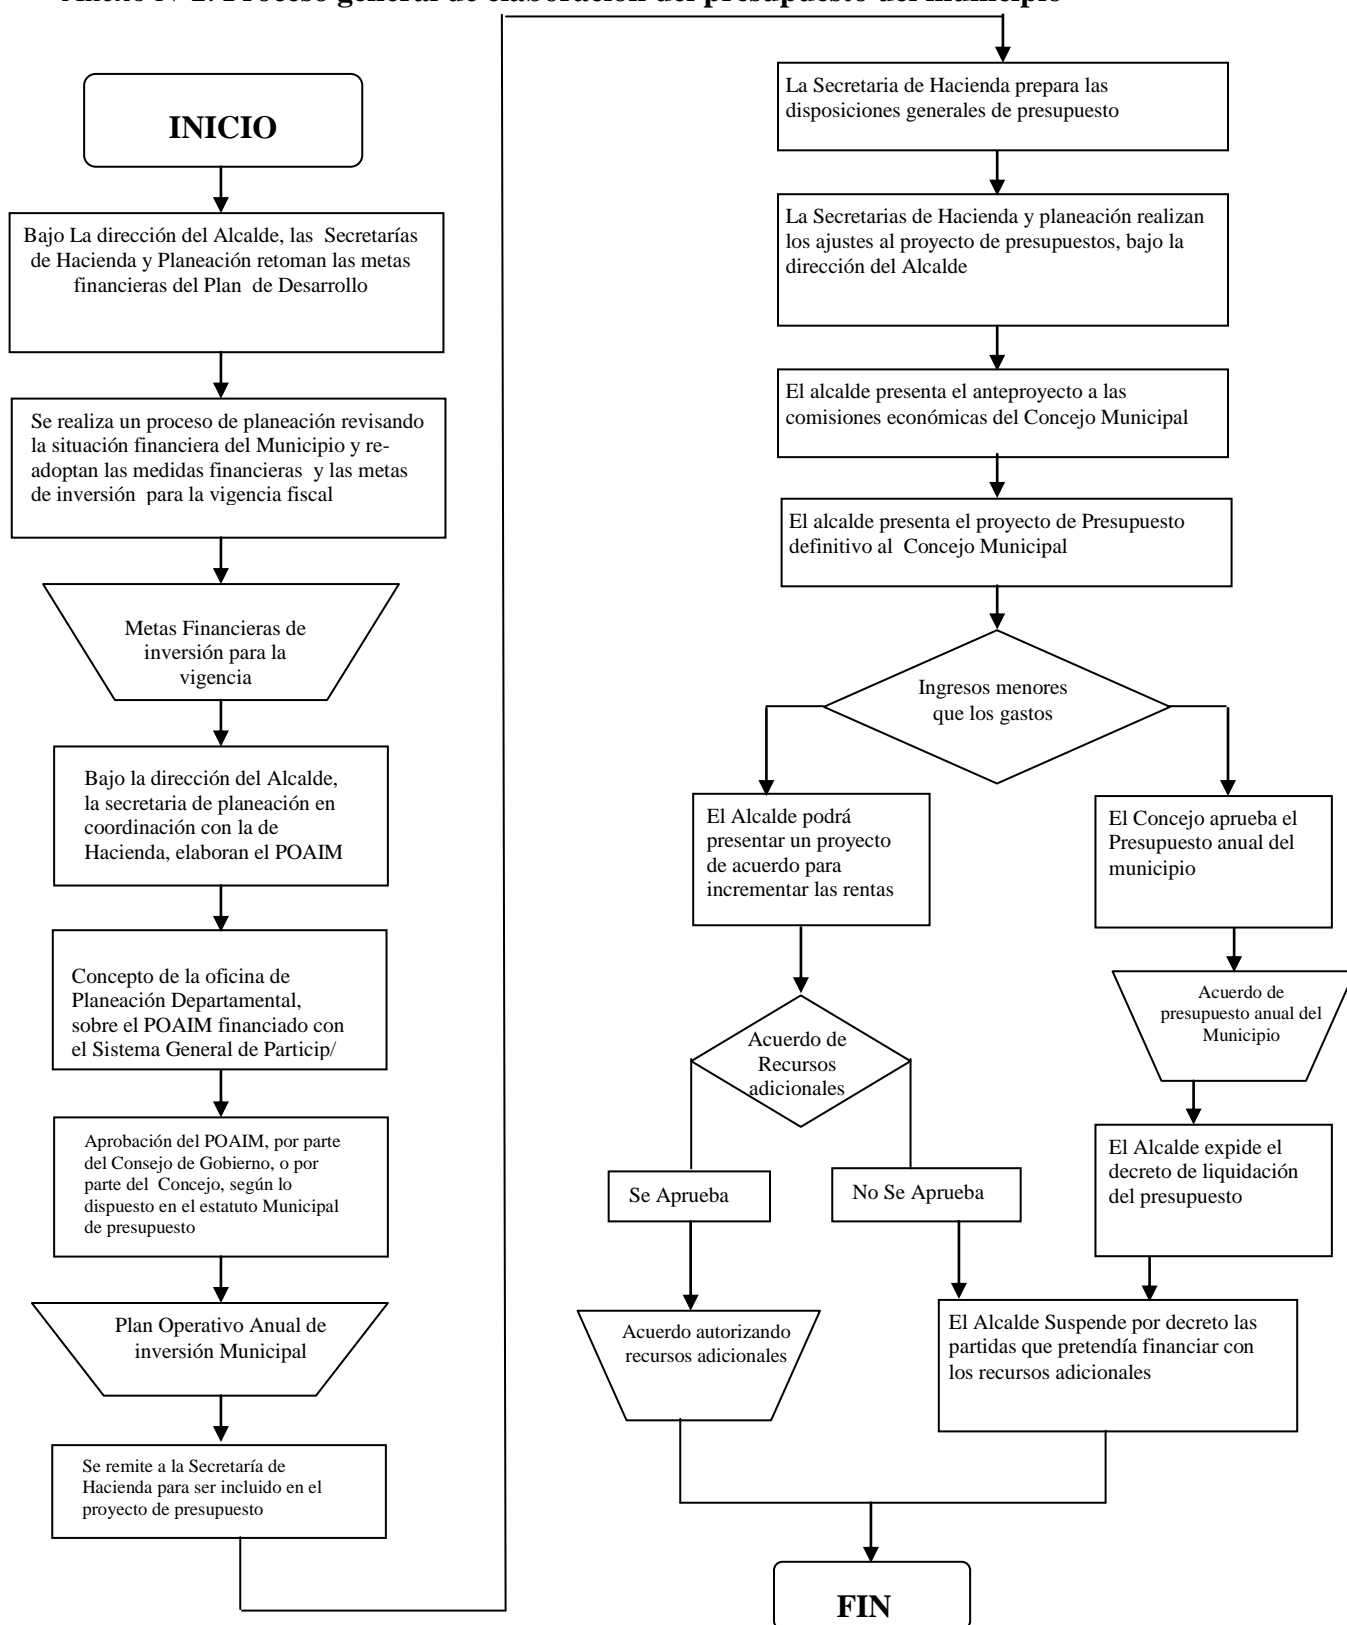 Anexo Nº2. Proceso general de elaboración del presupuesto del municipio
INICIO
Bajo La dirección del Alcalde, las Secretarías
de Hacienda y Planeación retoman las metas
financieras del Plan de Desarrollo
Se realiza un proceso de planeación revisando
la situación financiera del Municipio y re-
adoptan las medidas financieras y las metas
de inversión para la vigencia fiscal
Metas Financieras de
inversión para la
vigencia
Bajo la dirección del Alcalde,
la secretaria de planeación en
coordinación con la de
Hacienda, elaboran el POAIM
Concepto de la oficina de
Planeación Departamental,
sobre el POAIM financiado con
el Sistema General de Particip/
Aprobación del POAIM, por parte
del Consejo de Gobierno, o por
parte del Concejo, según lo
dispuesto en el estatuto Municipal
de presupuesto
Plan Operativo Anual de
inversión Municipal
Se remite a la Secretaría de
Hacienda para ser incluido en el
proyecto de presupuesto
La Secretaria de Hacienda prepara las
disposiciones generales de presupuesto
La Secretarias de Hacienda y planeación realizan
los ajustes al proyecto de presupuestos, bajo la
dirección del Alcalde
El alcalde presenta el anteproyecto a las
comisiones económicas del Concejo Municipal
El alcalde presenta el proyecto de Presupuesto
definitivo al Concejo Municipal
Ingresos menores
que los gastos
El Alcalde podrá
presentar un proyecto
de acuerdo para
incrementar las rentas
El Concejo aprueba el
Presupuesto anual del
municipio
Acuerdo de
presupuesto anual del
Municipio
Acuerdo de
Recursos
adicionales
El Alcalde expide el
decreto de liquidación
del presupuesto
Se Aprueba
No Se Aprueba
Acuerdo autorizando
recursos adicionales
El Alcalde Suspende por decreto las
partidas que pretendía financiar con
los recursos adicionales
FIN